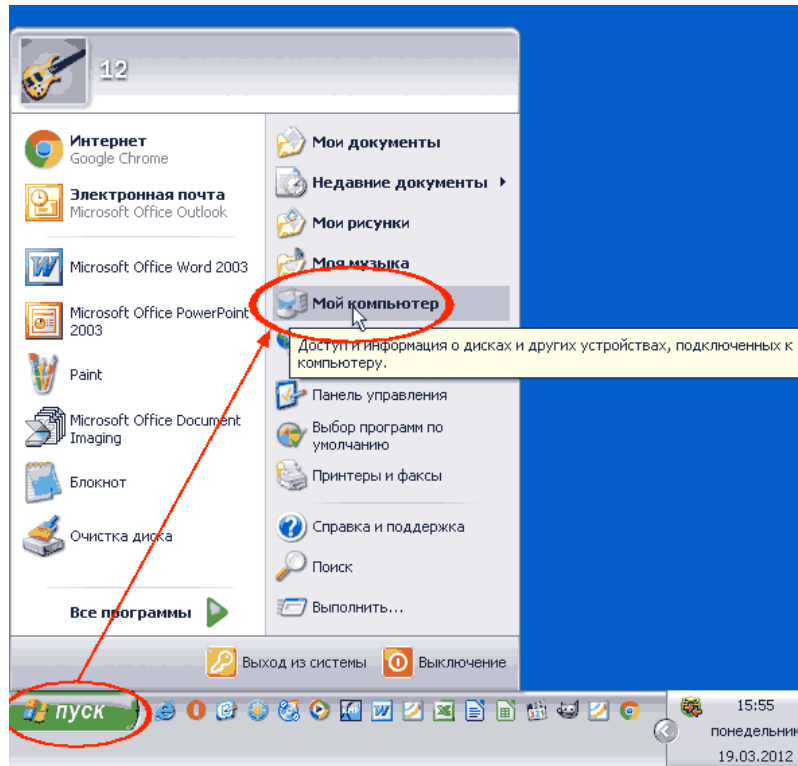 12
Интернет
Google Chrome
Электронная почта
Microsoft Office Outlook
Microsoft Office Word 2003
Microsoft Office PowerPoint
2003
Paint
Microsoft Office Document
Imaging
Блокнот
Очистка диска
Все программы
Мои документы
Недавние документы
Мои рисунки
Моя музыка
Мой компьютер
Доступ и информация о дисках и других устройствах, подключенных к
компьютеру.
Панель управления
Выбор программ по
умолчанию
Принтеры и факсы
Справка и поддержка
Поиск
Выполнить...
Выход из системы
Выключение
пуск
15:55
понедельник
19.03.2012